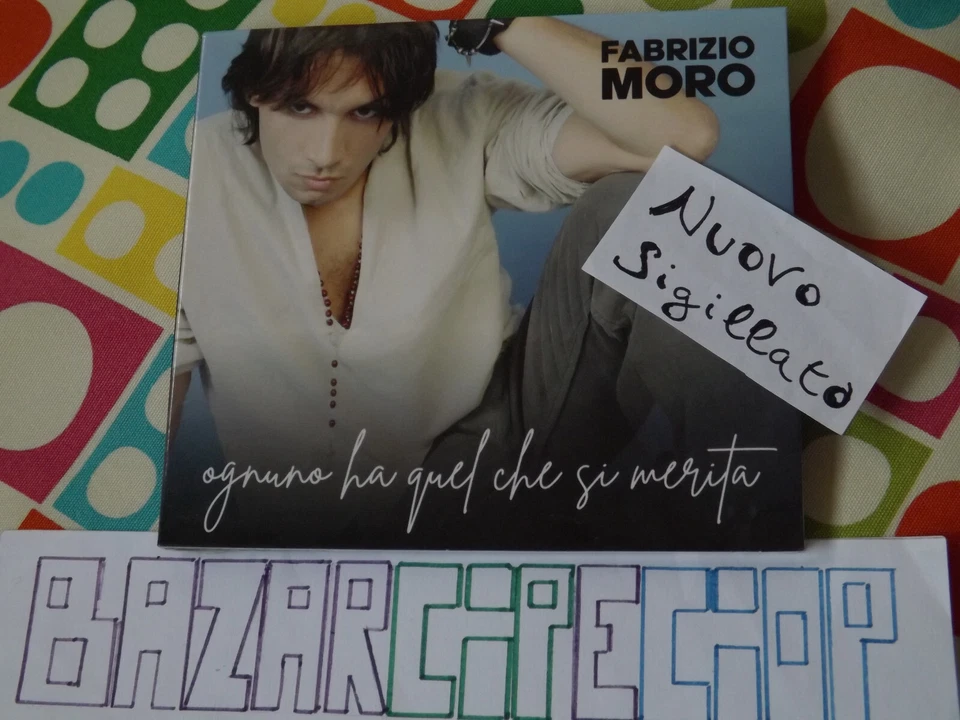 FABRIZIO
MORO
Nuovo
Sigillato
ognuno ha quel che si merita
BAZARCIPECIOP